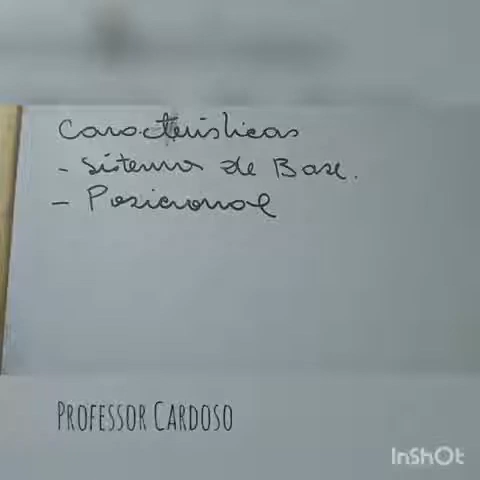 Características
- Sistema de Base.
- Posicional
PROFESSOR CARDOSO
InShOt